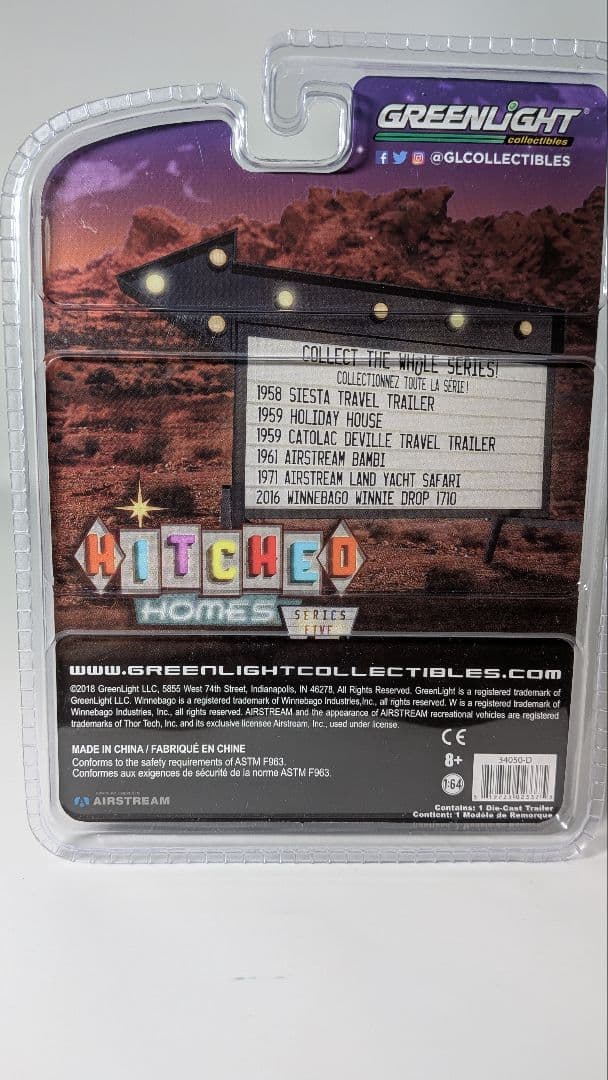 GREENLiGHT®
collectibles
@GLCOLLECTIBLES
COLLECT THE WHOLE SERIES!
COLLECTIONNEZ TOUTE LA SÉRIE!
1958 SIESTA TRAVEL TRAILER
1959 HOLIDAY HOUSE
1959 CATOLAC DEVILLE TRAVEL TRAILER
1961 AIRSTREAM BAMBI
1971 AIRSTREAM LAND YACHT SAFARI
2016 WINNEBAGO WINNIE DROP 1710
HITCHED
HOMES
SERIES
FIVE
WWW.GREENLIGHTCOLLECTIBLES.COM
©2018 GreenLight LLC, 5855 West 74th Street, Indianapolis, IN 46278, All Rights Reserved. GreenLight is a registered trademark of
GreenLight LLC. Winnebago is a registered trademark of Winnebago Industries,Inc., all rights reserved. W is a registered trademark of
Winnebago Industries, Inc., all rights reserved. AIRSTREAM and the appearance of AIRSTREAM recreational vehicles are registered
trademarks of Thor Tech, Inc. and its exclusive licensee Airstream, Inc., used under license.
CE
MADE IN CHINA / FABRIQUÉ EN CHINE
Conforms to the safety requirements of ASTM F963.
Conformes aux exigences de sécurité de la norme ASTM F963.
8+
1:64
34050-D
AIRSTREAM
Contains: 1 Die-Cast Trailer
Contient: 1 Modèle de Remorque